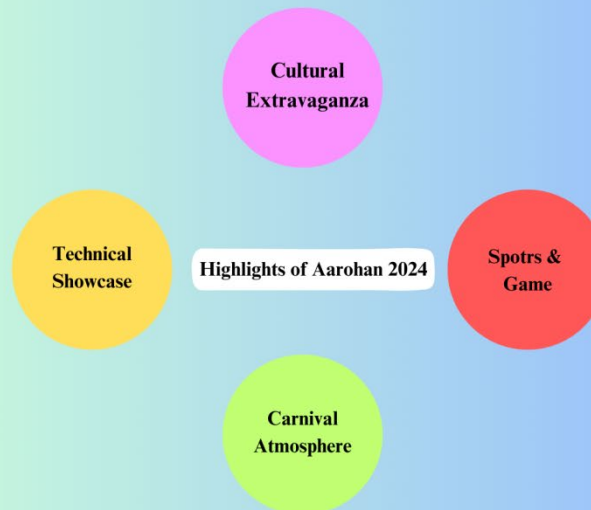 Cultural
Extravaganza
Technical
Showcase
Highlights of Aarohan 2024
Spotrs &
Game
Carnival
Atmosphere